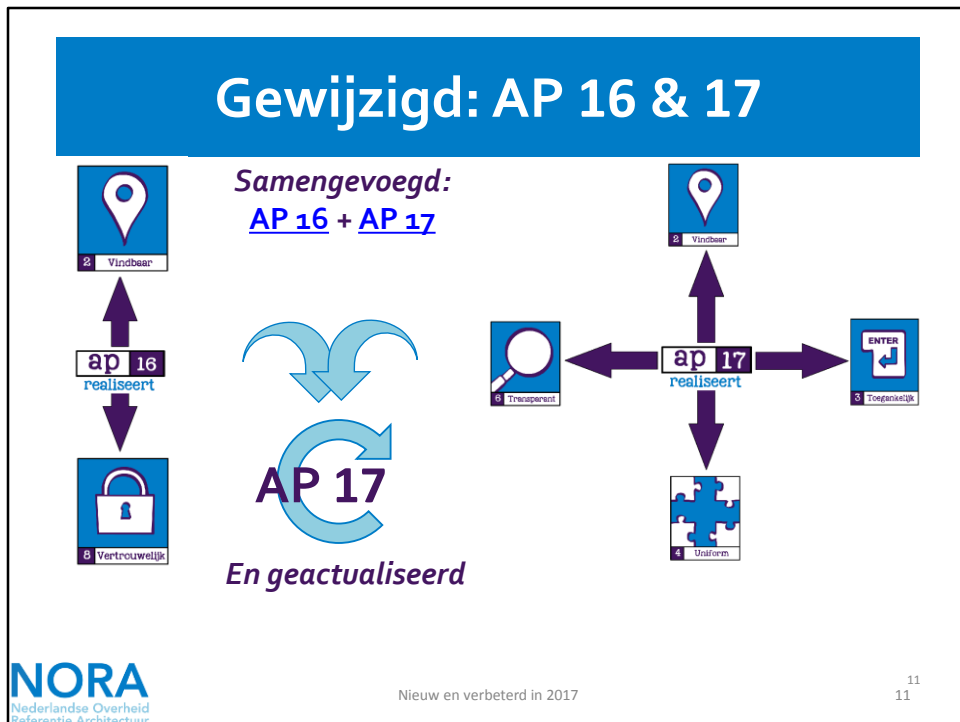 Gewijzigd: AP 16 & 17
Samengevoegd:
AP 16 + AP 17
2 Vindbaar
ap 16
realiseert
8 Vertrouwelijk
AP 17
En geactualiseerd
2 Vindbaar
6 Transparant
ap 17
realiseert
ENTER
3 Toegankelijk
4 Uniform
NORA
Nederlandse Overheid
Referentie Architectuur
Nieuw en verbeterd in 2017
11
11